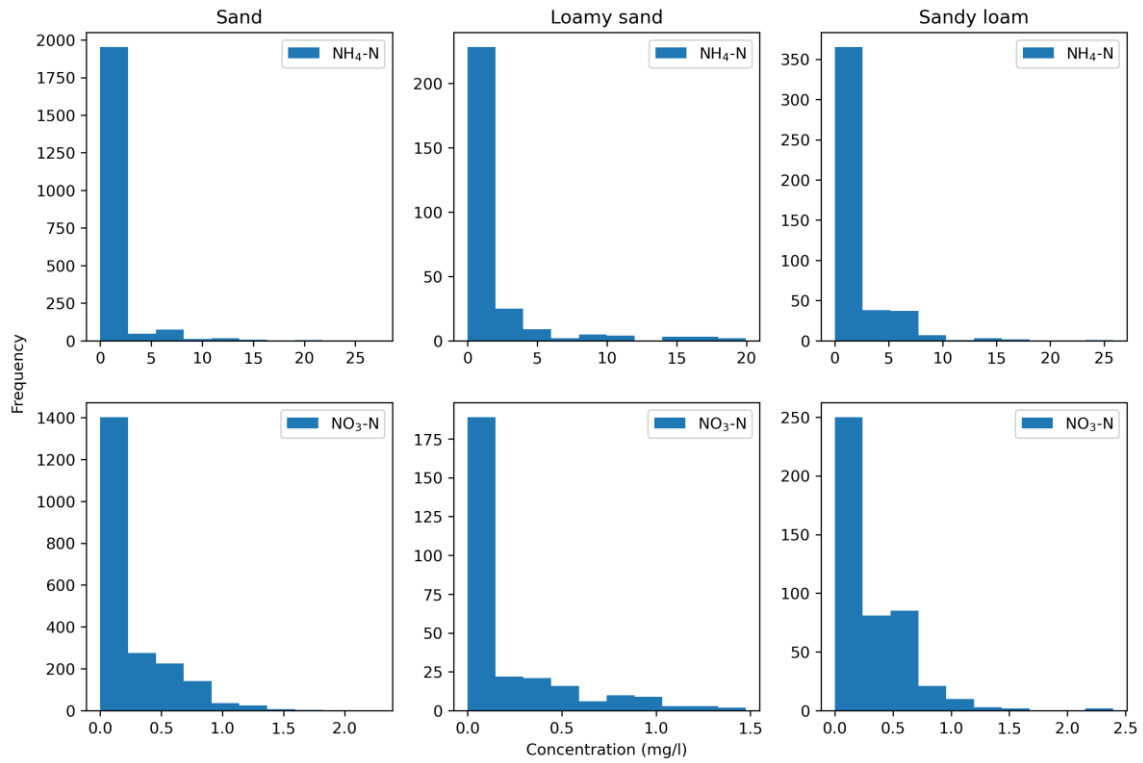 Sand
Loamy sand
Sandy loam
Frequency
2000
1750
1500
1250
1000
750
500
250
0
NH₄-N
0 5 10 15 20 25
200
150
100
50
0
NH₄-N
0 5 10 15 20
350
300
250
200
150
100
50
0
NH₄-N
0 5 10 15 20 25
1400
1200
1000
800
600
400
200
0
NO₃-N
0.0 0.5 1.0 1.5 2.0
175
150
125
100
75
50
25
0
NO₃-N
0.0 0.5 1.0 1.5
250
200
150
100
50
0
NO₃-N
0.0 0.5 1.0 1.5 2.0 2.5
Concentration (mg/l)